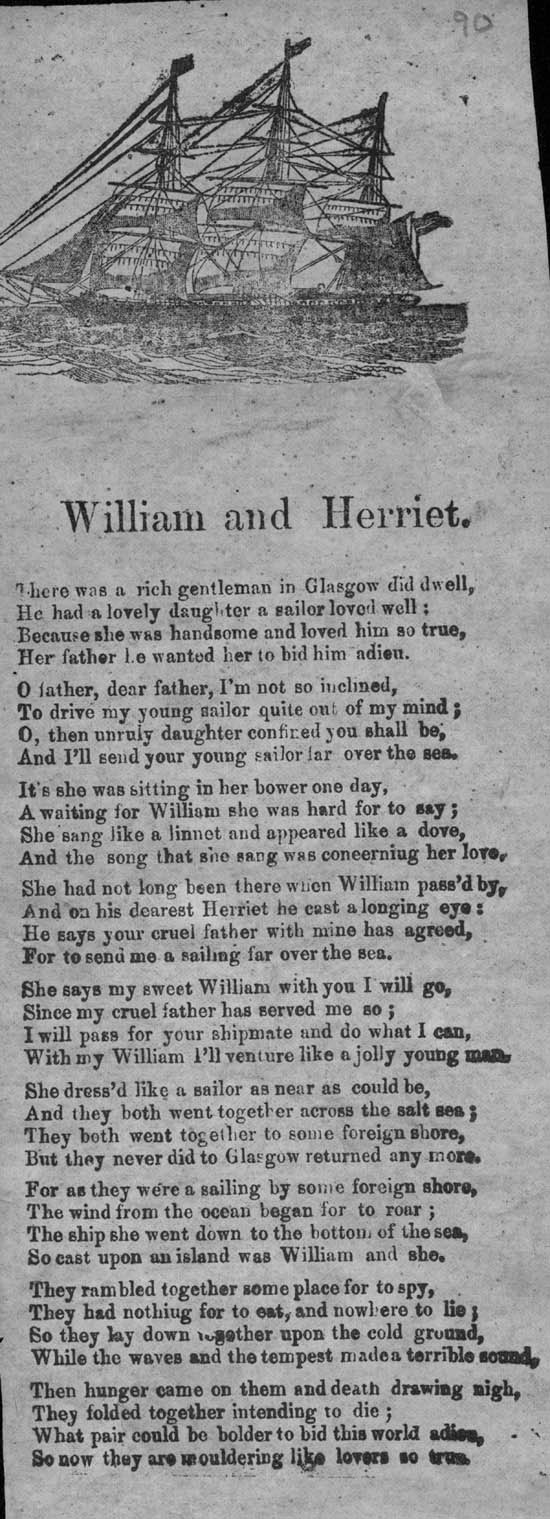 90
William and Herriet.
There was a rich gentleman in Glasgow did dwell,
He had a lovely daughter a sailor loved well ;
Because she was handsome and loved him so true,
Her father he wanted her to bid him adieu.
O father, dear father, I'm not so inclined,
To drive my young sailor quite out of my mind ;
O, then unruly daughter confined you shall be,
And I'll send your young sailor far over the sea.
It's she was sitting in her bower one day,
A waiting for William she was hard for to say ;
She sang like a linnet and appeared like a dove,
And the song that she sang was coneerniug her love,
She had not long been there when William pass'd by,
And on his dearest Herriet he cast a longing eye :
He says your cruel father with mine has agreed,
For to send me a sailing far over the sea.
She says my sweet William with you I will go,
Since my cruel father has served me so ;
I will pass for your shipmate and do what I can,
With my William I'll venture like a jolly young man.
She dress'd like a sailor as near as could be,
And they both went together across the salt sea ;
They both went together to some foreign shore,
But they never did to Glasgow returned any more.
For as they we're a sailing by some foreign shore,
The wind from the ocean began for to roar ;
The ship she went down to the bottom of the sea,
So cast upon an island was William and she.
They rambled together some place for to spy,
They had nothiug for to eat, and nowhere to lie ;
So they lay down together upon the cold ground,
While the waves and the tempest made a terrible sound,
Then hunger came on them and death drawing nigh,
They folded together intending to die ;
What pair could be bolder to bid this world adieu,
So now they are mouldering like lovers so true.